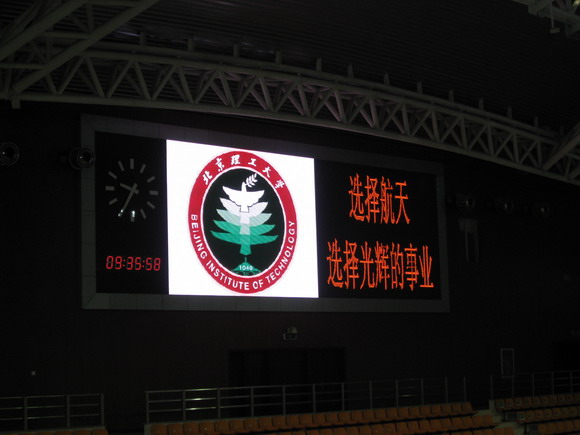 北京理工大学
BEIJING INSTITUTE OF TECHNOLOGY
1940
选择航天
选择光辉的事业
09:35:58